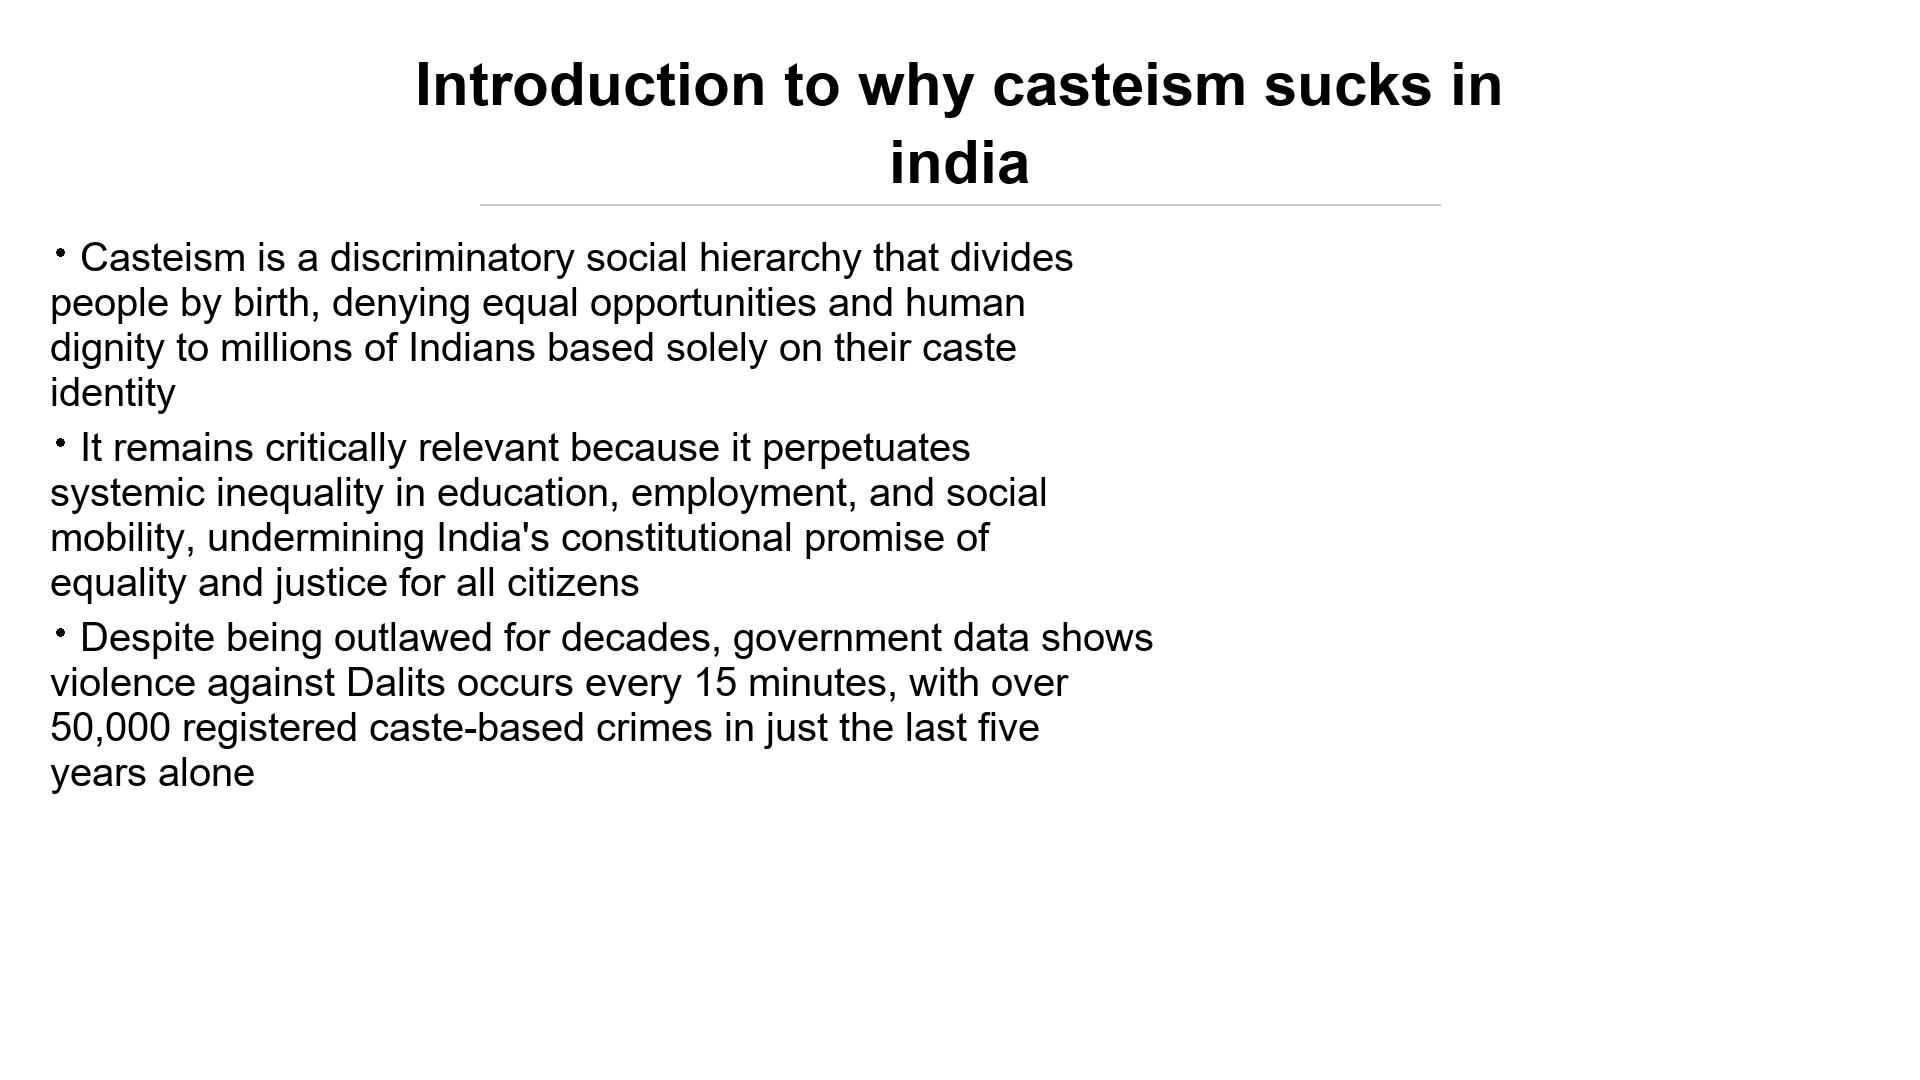 Introduction to why casteism sucks in
india
• Casteism is a discriminatory social hierarchy that divides
people by birth, denying equal opportunities and human
dignity to millions of Indians based solely on their caste
identity
• It remains critically relevant because it perpetuates
systemic inequality in education, employment, and social
mobility, undermining India's constitutional promise of
equality and justice for all citizens
• Despite being outlawed for decades, government data shows
violence against Dalits occurs every 15 minutes, with over
50,000 registered caste-based crimes in just the last five
years alone